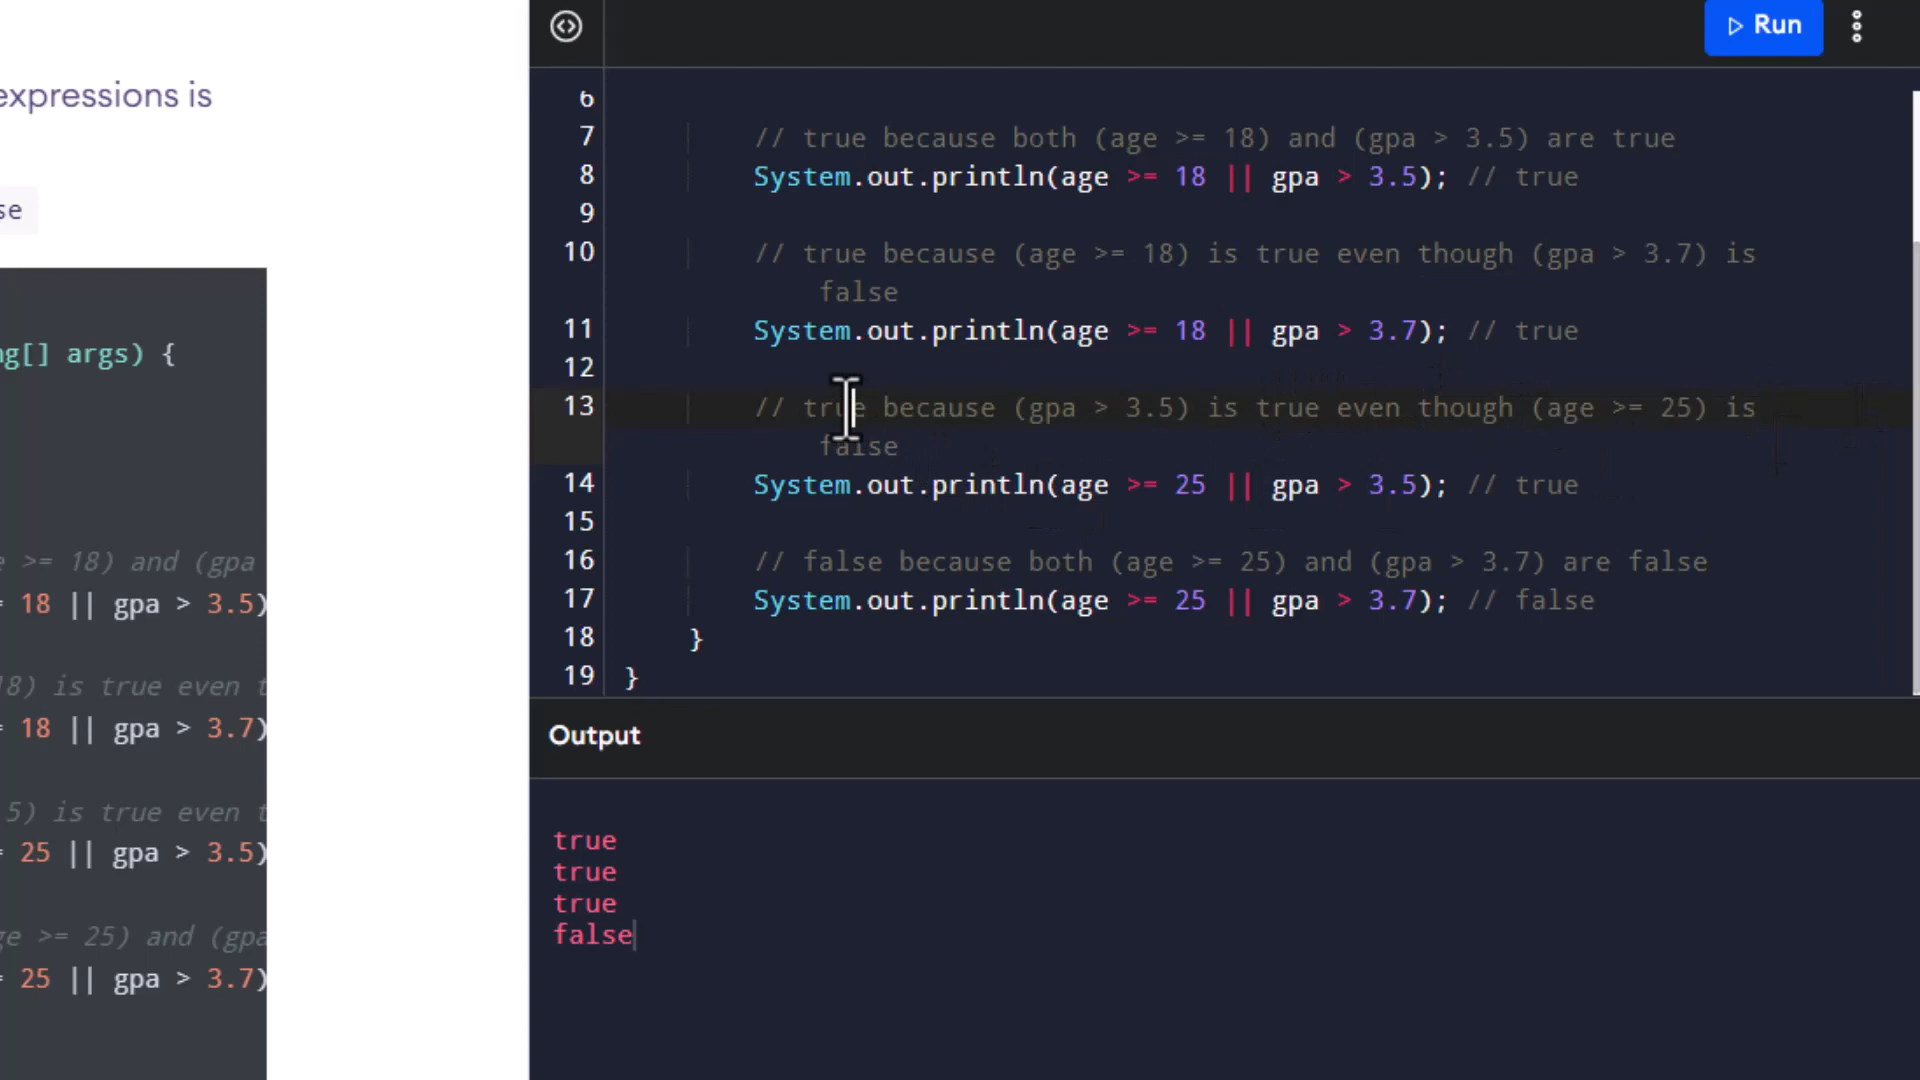 expressions is
se
ng[] args) {
e >= 18) and (gpa
= 18 || gpa > 3.5)
18) is true even t
= 18 || gpa > 3.7)
5) is true even t
= 25 || gpa > 3.5)
ge >= 25) and (gpa
= 25 || gpa > 3.7)
Run
6
7 // true because both (age >= 18) and (gpa > 3.5) are true
8 System.out.println(age >= 18 || gpa > 3.5); // true
9
10 // true because (age >= 18) is true even though (gpa > 3.7) is
false
11 System.out.println(age >= 18 || gpa > 3.7); // true
12
13 // true because (gpa > 3.5) is true even though (age >= 25) is
false
14 System.out.println(age >= 25 || gpa > 3.5); // true
15
16 // false because both (age >= 25) and (gpa > 3.7) are false
17 System.out.println(age >= 25 || gpa > 3.7); // false
18 }
19 }
Output
true
true
true
false